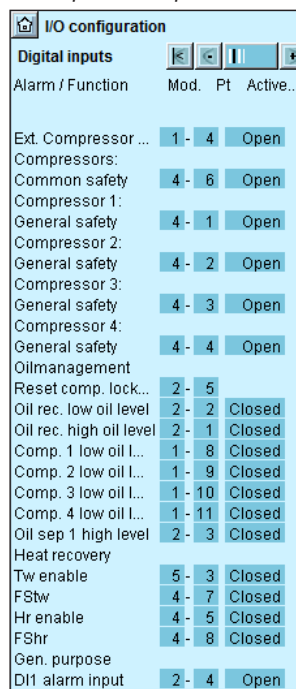 I/O configuration
Digital inputs
Alarm / Function Mod. Pt Active..
Ext. Compressor ... 1 - 4 Open
Compressors:
Common safety 4 - 6 Open
Compressor 1:
General safety 4 - 1 Open
Compressor 2:
General safety 4 - 2 Open
Compressor 3:
General safety 4 - 3 Open
Compressor 4:
General safety 4 - 4 Open
Oilmanagement
Reset comp. lock... 2 - 5
Oil rec. low oil level 2 - 2 Closed
Oil rec. high oil level 2 - 1 Closed
Comp. 1 low oil l... 1 - 8 Closed
Comp. 2 low oil l... 1 - 9 Closed
Comp. 3 low oil l... 1 - 10 Closed
Comp. 4 low oil l... 1 - 11 Closed
Oil sep 1 high level 2 - 3 Closed
Heat recovery
Tw enable 5 - 3 Closed
FStw 4 - 7 Closed
Hr enable 4 - 5 Closed
FShr 4 - 8 Closed
Gen. purpose
DI1 alarm input 2 - 4 Open